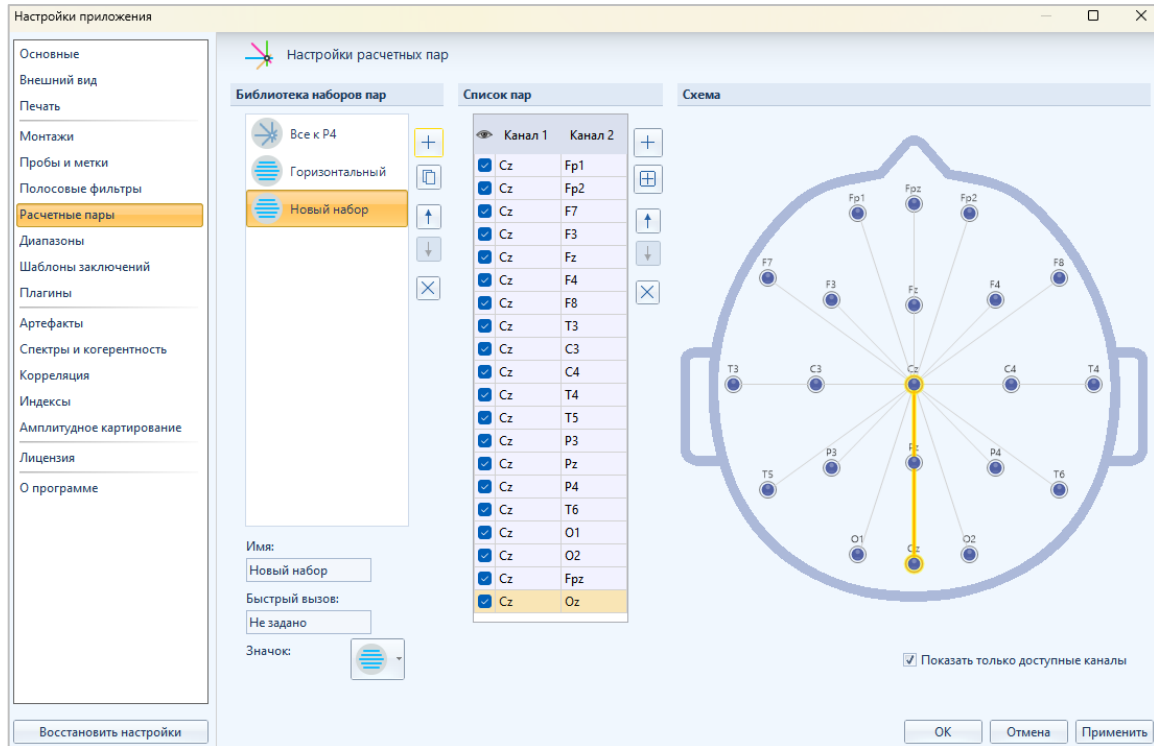 Настройки приложения
Основные
Внешний вид
Печать
Монтажи
Пробы и метки
Полосовые фильтры
Расчетные пары
Диапазоны
Шаблоны заключений
Плагины
Артефакты
Спектры и когерентность
Корреляция
Индексы
Амплитудное картирование
Лицензия
О программе
Восстановить настройки
Настройки расчетных пар
Библиотека наборов пар
Все к P4
Горизонтальный
Новый набор
Имя:
Новый набор
Быстрый вызов:
Не задано
Значок:
Список пар
Канал 1 Канал 2
Cz Fp1
Cz Fp2
Cz F7
Cz F3
Cz Fz
Cz F4
Cz F8
Cz T3
Cz C3
Cz C4
Cz T4
Cz T5
Cz P3
Cz Pz
Cz P4
Cz T6
Cz O1
Cz O2
Cz Fpz
Cz Oz
Схема
Fp1 Fpz Fp2
F7 F3 Fz F4 F8
T3 C3 Cz C4 T4
T5 P3 Pz P4 T6
O1 Oz O2
Показать только доступные каналы
OK Отмена Применить